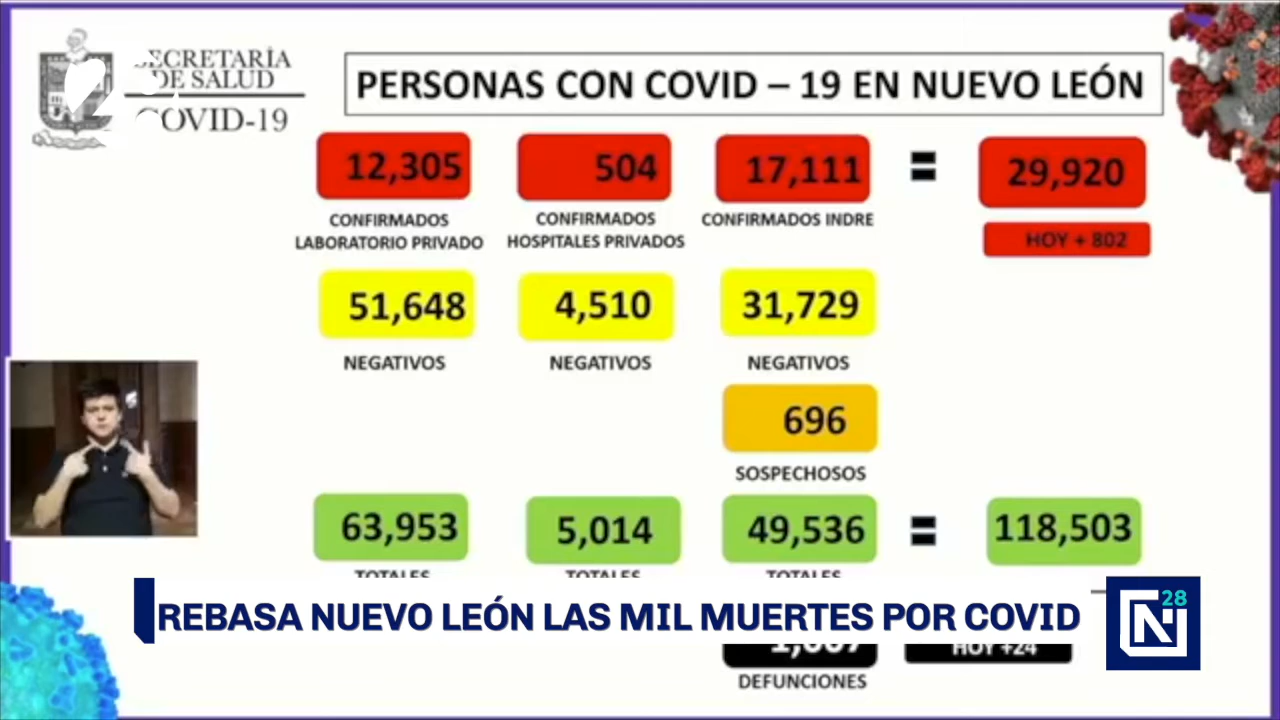 SECRETARÍA
DE SALUD
COVID-19
PERSONAS CON COVID – 19 EN NUEVO LEÓN
12,305 504 17,111 = 29,920
CONFIRMADOS LABORATORIO PRIVADO
CONFIRMADOS HOSPITALES PRIVADOS
CONFIRMADOS INDRE
HOY + 802
51,648 4,510 31,729
NEGATIVOS NEGATIVOS NEGATIVOS
696
SOSPECHOSOS
63,953 5,014 49,536 = 118,503
TOTALES TOTALES TOTALES
REBASA NUEVO LEÓN LAS MIL MUERTES POR COVID
N 28
HOY +24
DEFUNCIONES